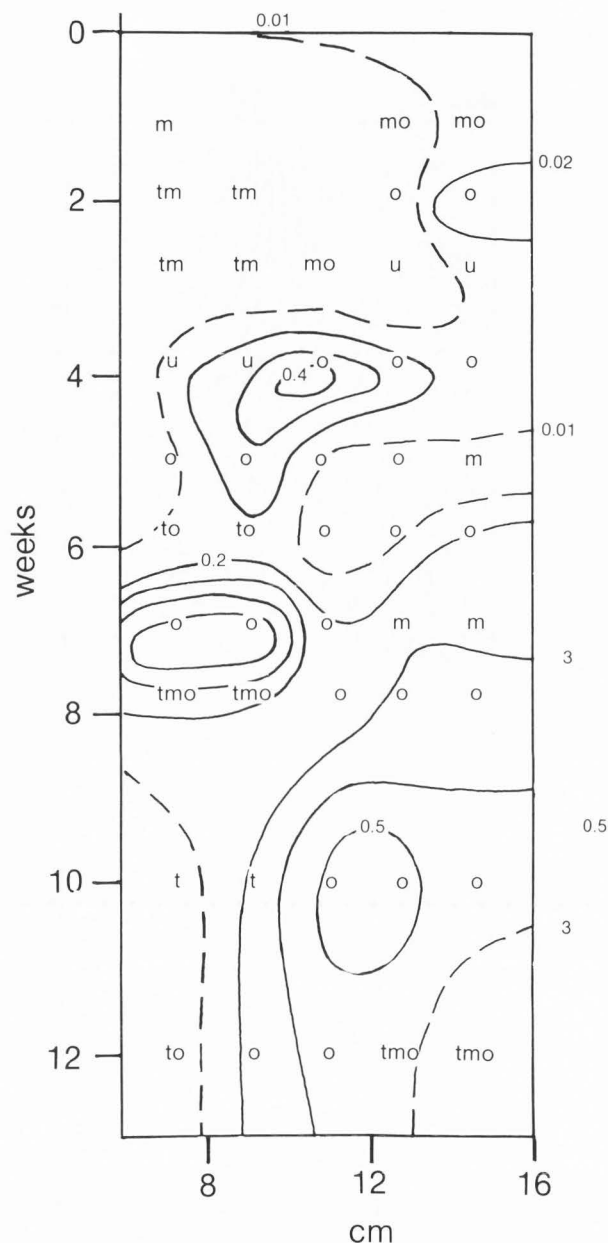 0.01
0
m mo mo
0.02
2 tm tm o o
tm tm mo u u
u u o o o
4 0.4
0.01
o o o o m
to to o o o
6
0.2
weeks
o o o m m
3
tmo tmo o o o
8
0.5 0.5
10 t t o o o
3
12 to o o tmo tmo
8 12 16
cm